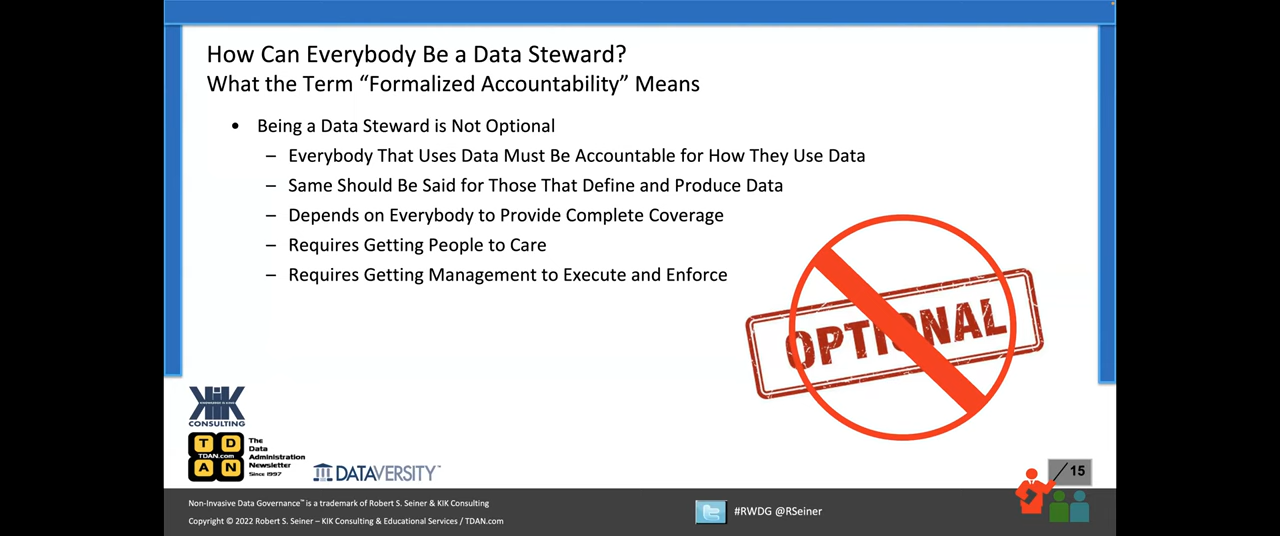 How Can Everybody Be a Data Steward?
What the Term “Formalized Accountability” Means
• Being a Data Steward is Not Optional
– Everybody That Uses Data Must Be Accountable for How They Use Data
– Same Should Be Said for Those That Define and Produce Data
– Depends on Everybody to Provide Complete Coverage
– Requires Getting People to Care
– Requires Getting Management to Execute and Enforce
OPTIONAL
KIK
CONSULTING
T D
TDAN.com
A N
The
Data
Administration
Newsletter
Since 1997
DATAVERSITY™
/ 15
Non-Invasive Data Governance™ is a trademark of Robert S. Seiner & KIK Consulting
Copyright © 2022 Robert S. Seiner – KIK Consulting & Educational Services / TDAN.com
#RWDG @RSeiner